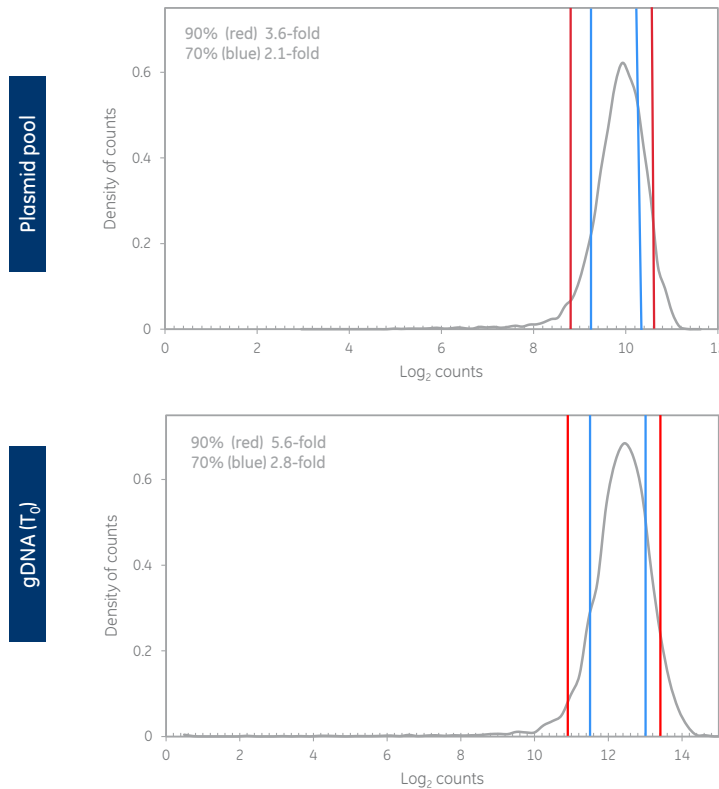 Plasmid pool
90% (red) 3.6-fold
70% (blue) 2.1-fold
Density of counts
0.6
0.4
0.2
0
0 2 4 6 8 10 1
Log₂ counts
gDNA (T₀)
90% (red) 5.6-fold
70% (blue) 2.8-fold
Density of counts
0.6
0.4
0.2
0
0 2 4 6 8 10 12 14
Log₂ counts